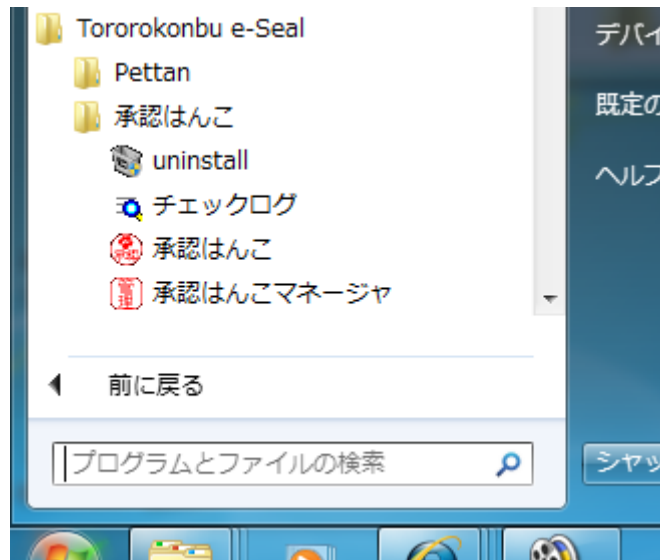 Tororokonbu e-Seal
Pettan
承認はんこ
uninstall
チェックログ
承認はんこ
承認はんこマネージャ
前に戻る
プログラムとファイルの検索
デバイ
既定の
ヘルプ
シャッ